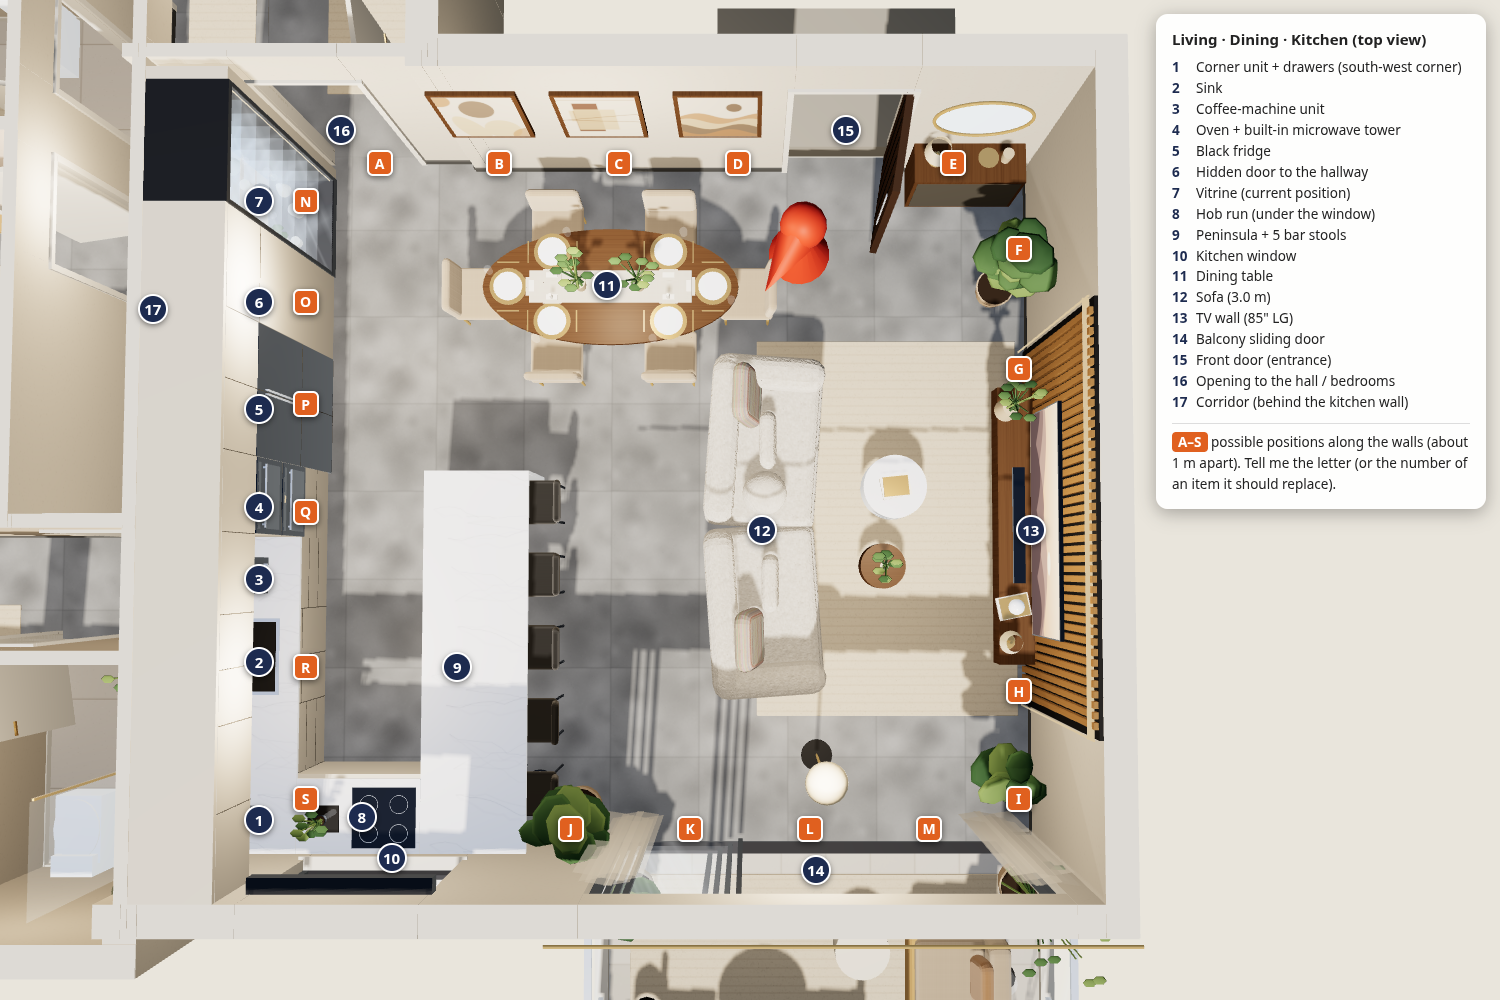 Living · Dining · Kitchen (top view)
1 Corner unit + drawers (south-west corner)
2 Sink
3 Coffee-machine unit
4 Oven + built-in microwave tower
5 Black fridge
6 Hidden door to the hallway
7 Vitrine (current position)
8 Hob run (under the window)
9 Peninsula + 5 bar stools
10 Kitchen window
11 Dining table
12 Sofa (3.0 m)
13 TV wall (85" LG)
14 Balcony sliding door
15 Front door (entrance)
16 Opening to the hall / bedrooms
17 Corridor (behind the kitchen wall)
A–S possible positions along the walls (about
1 m apart). Tell me the letter (or the number of
an item it should replace).
16
15
A
B
C
D
E
7
N
F
11
6
O
17
G
5
P
4
Q
12
13
3
2
R
9
H
S
I
8
1
J
K
L
M
10
14